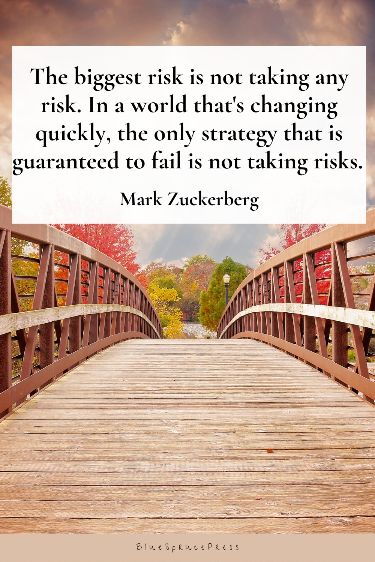 The biggest risk is not taking any
risk. In a world that's changing
quickly, the only strategy that is
guaranteed to fail is not taking risks.
Mark Zuckerberg
BlueSprucePress